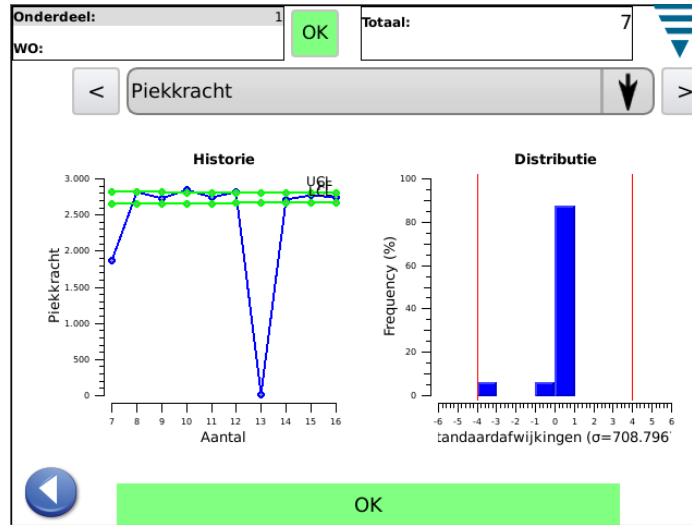 Onderdeel: 1
WO:
OK
Totaal: 7
< Piekkracht >
Historie
3.000
2.500
2.000
1.500
1.000
500
0
Piekkracht
UCL
7 8 9 10 11 12 13 14 15 16
Aantal
Distributie
100
80
60
40
20
0
Frequency (%)
-6 -5 -4 -3 -2 -1 0 1 2 3 4 5 6
tandaardafwijkingen (σ=708.796
OK